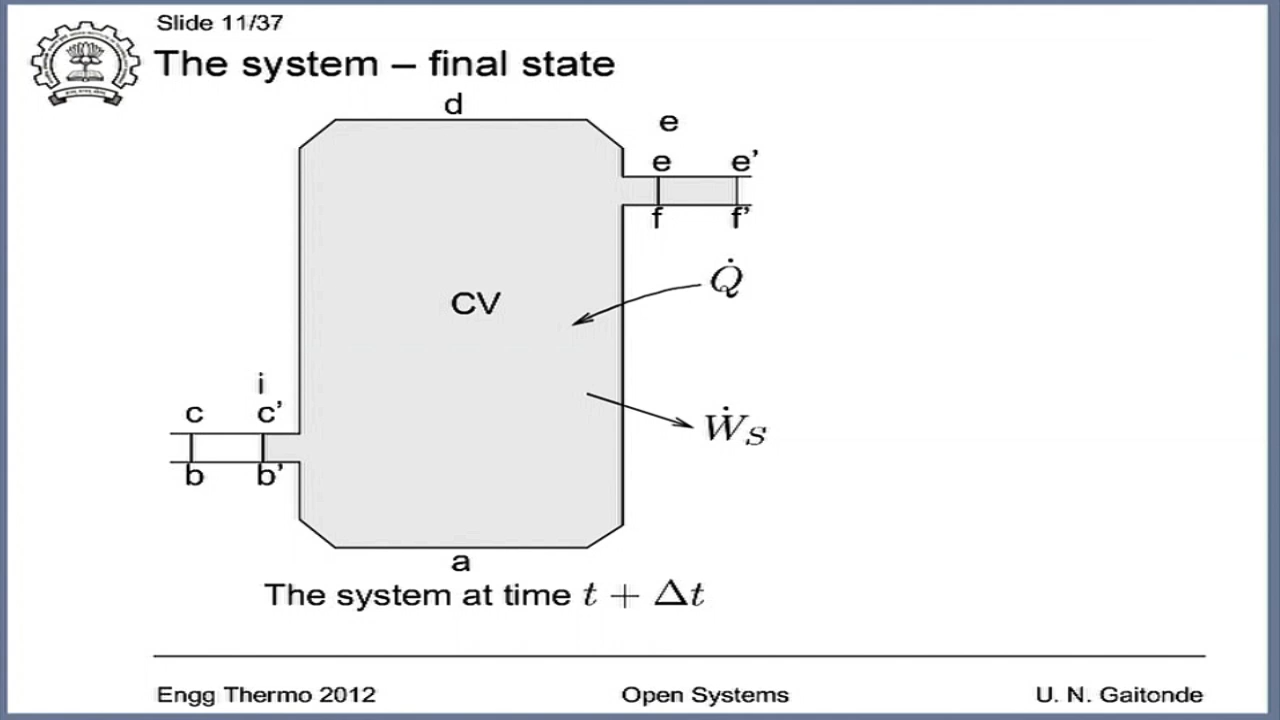 Slide 11/37
The system – final state
d
e
e e'
f f'
Q̇
CV
i
c c'
Ẇ_S
b b'
a
The system at time t + Δt
Engg Thermo 2012 Open Systems U. N. Gaitonde